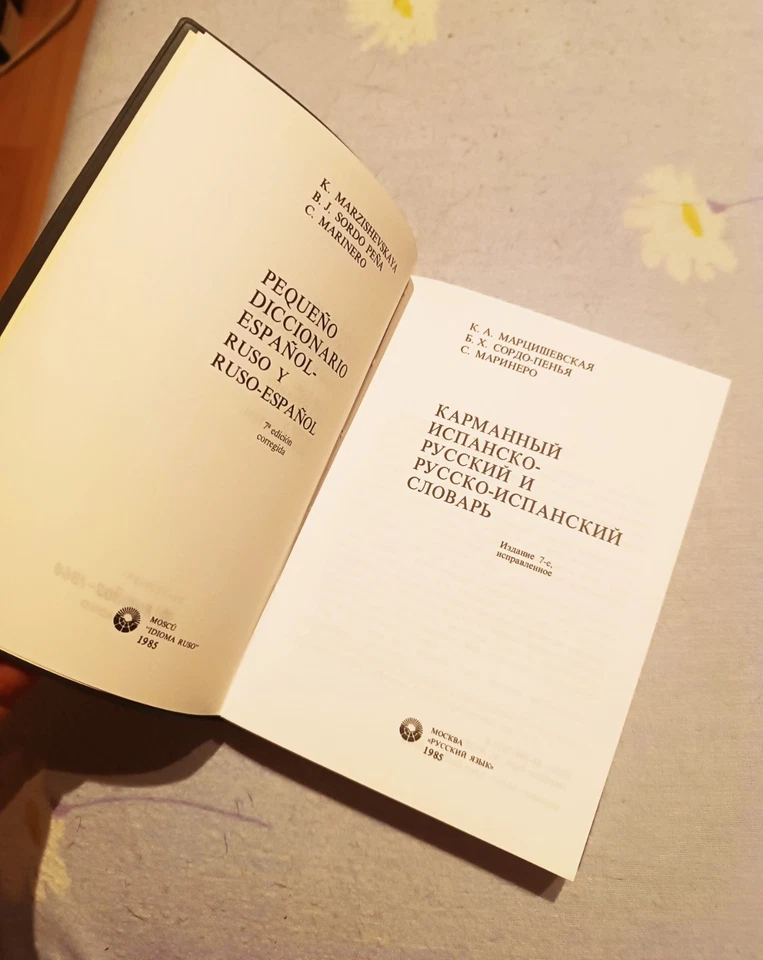 K. MARZISHEVSKAYA
B. J. SORDO PEÑA
C. MARINERO
PEQUEÑO
DICCIONARIO
ESPAÑOL-
RUSO Y
RUSO-ESPAÑOL
7ª edición
corregida
MOSCÚ
"IDIOMA RUSO"
1985
К. А. МАРЦИШЕВСКАЯ
Б. Х. СОРДО-ПЕНЬЯ
С. МАРИНЕРО
КАРМАННЫЙ
ИСПАНСКО-
РУССКИЙ И
РУССКО-ИСПАНСКИЙ
СЛОВАРЬ
Издание 7-е,
исправленное
МОСКВА
«РУССКИЙ ЯЗЫК»
1985